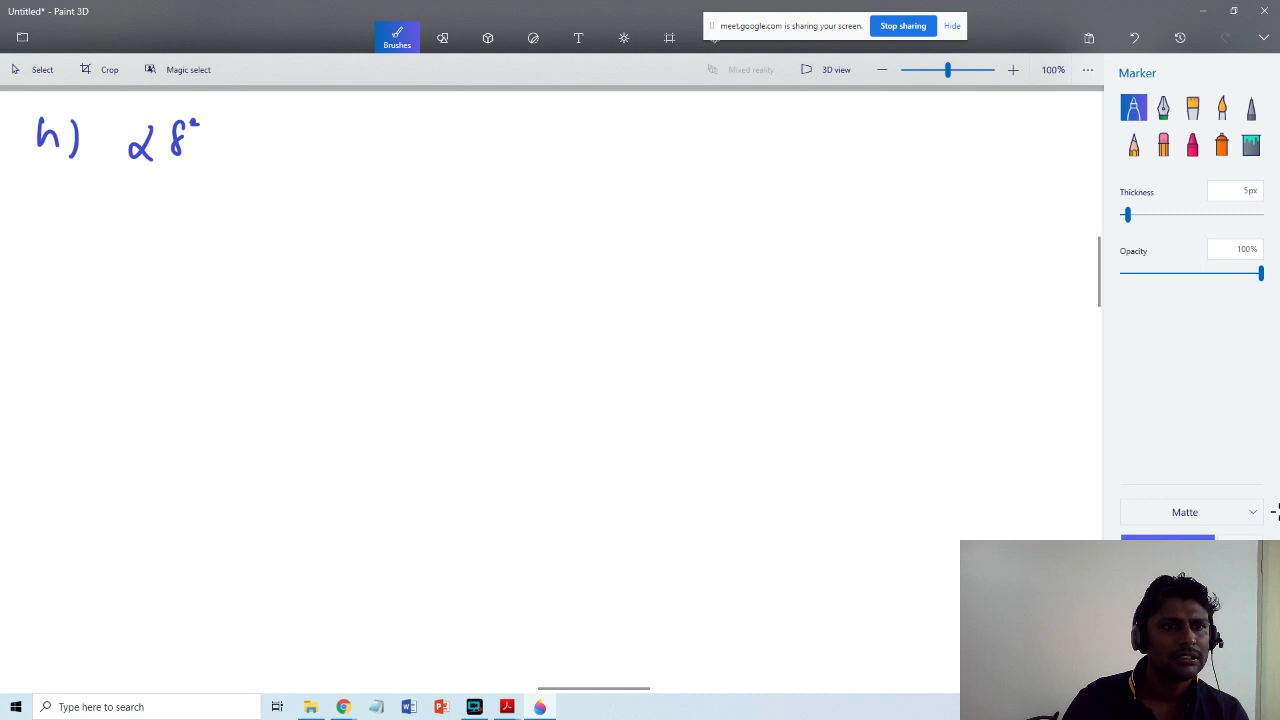 Untitled* - Paint 3D
meet.google.com is sharing your screen.
Stop sharing
Hide
Brushes
Select
Crop
Magic select
Mixed reality
3D view
100%
Marker
h)
Thickness
5px
Opacity
100%
Matte
Type here to search